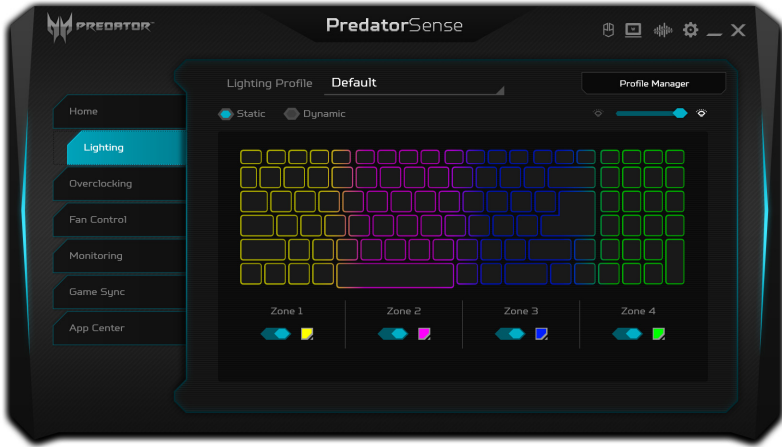 PREDATOR
PredatorSense
Lighting Profile Default
Profile Manager
Static Dynamic
Home
Lighting
Overclocking
Fan Control
Monitoring
Game Sync
App Center
Zone 1 Zone 2 Zone 3 Zone 4